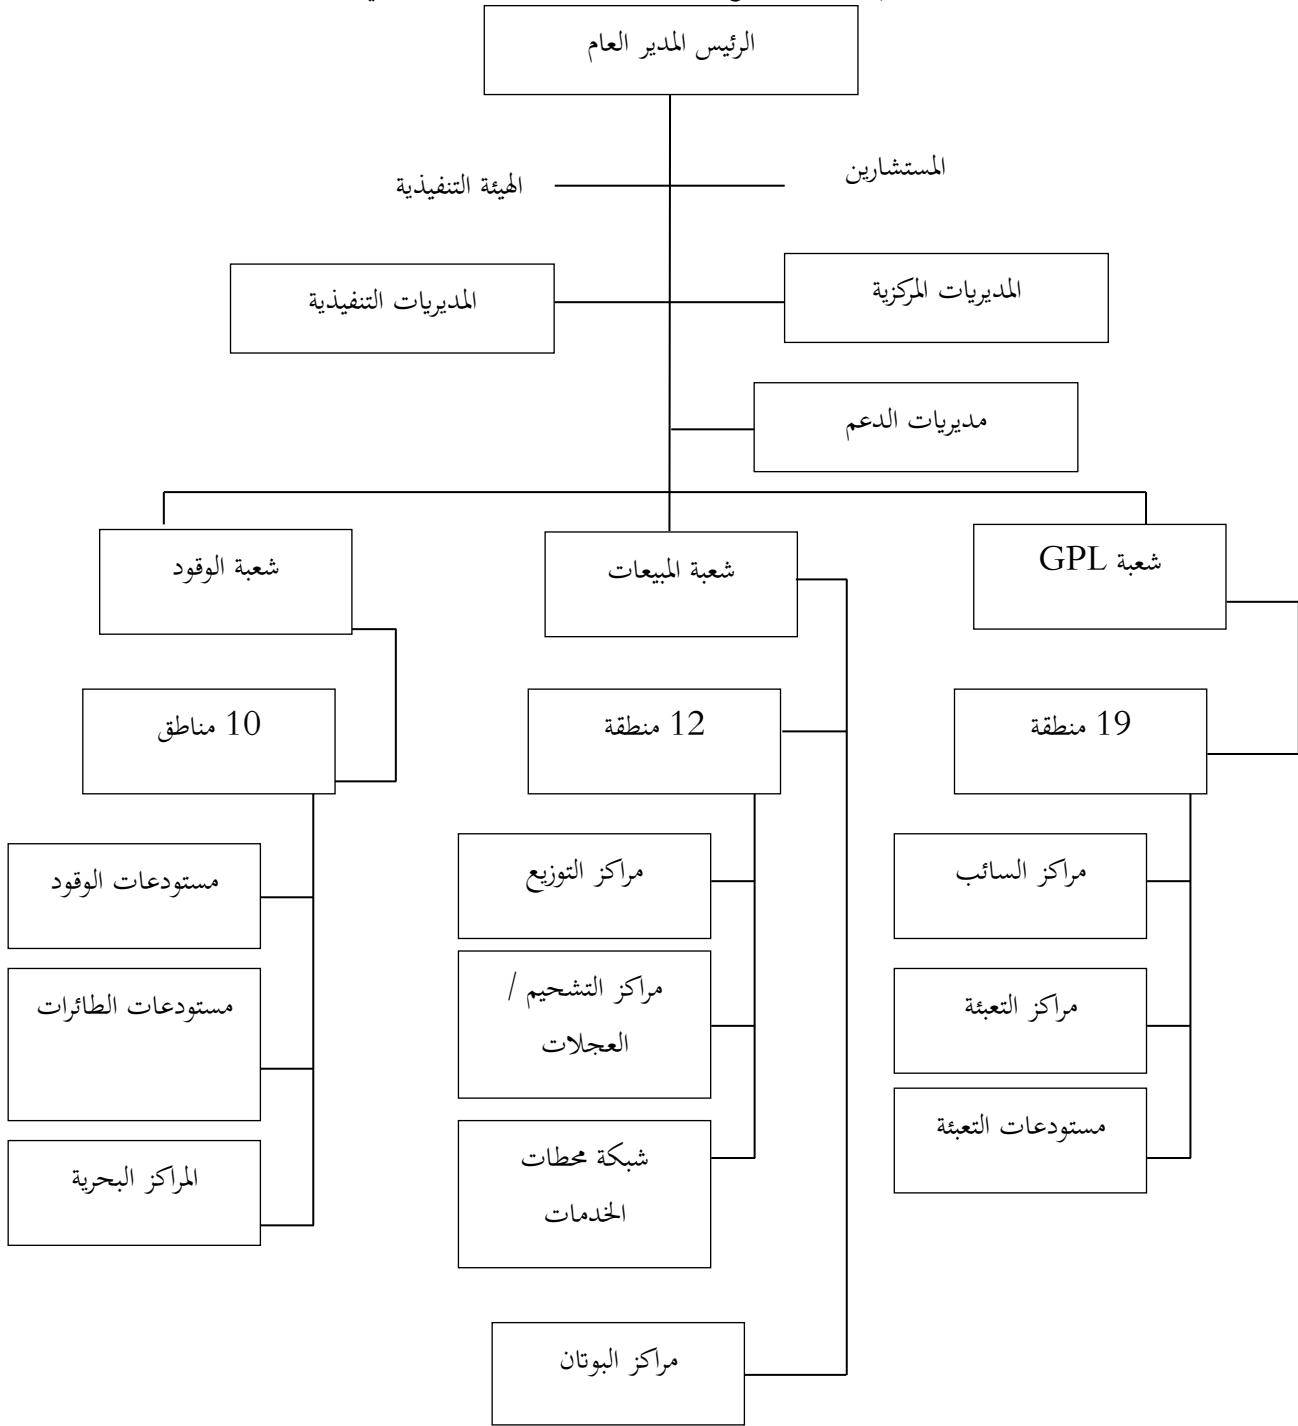 الرئيس المدير العام
المستشارين
الهيئة التنفيذية
المديريات المركزية
المديريات التنفيذية
مديريات الدعم
شعبة GPL
شعبة المبيعات
شعبة الوقود
19 منطقة
12 منطقة
10 مناطق
مراكز السائب
مراكز التوزيع
مستودعات الوقود
مراكز التعبئة
مراكز التشحيم /
العجلات
مستودعات الطائرات
مستودعات التعبئة
شبكة محطات
الخدمات
المراكز البحرية
مراكز البوتان